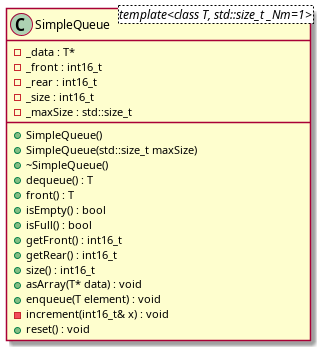 template<class T, std::size_t _Nm=1>
C SimpleQueue
_data : T*
_front : int16_t
_rear : int16_t
_size : int16_t
_maxSize : std::size_t
SimpleQueue()
SimpleQueue(std::size_t maxSize)
~SimpleQueue()
dequeue() : T
front() : T
isEmpty() : bool
isFull() : bool
getFront() : int16_t
getRear() : int16_t
size() : int16_t
asArray(T* data) : void
enqueue(T element) : void
increment(int16_t& x) : void
reset() : void